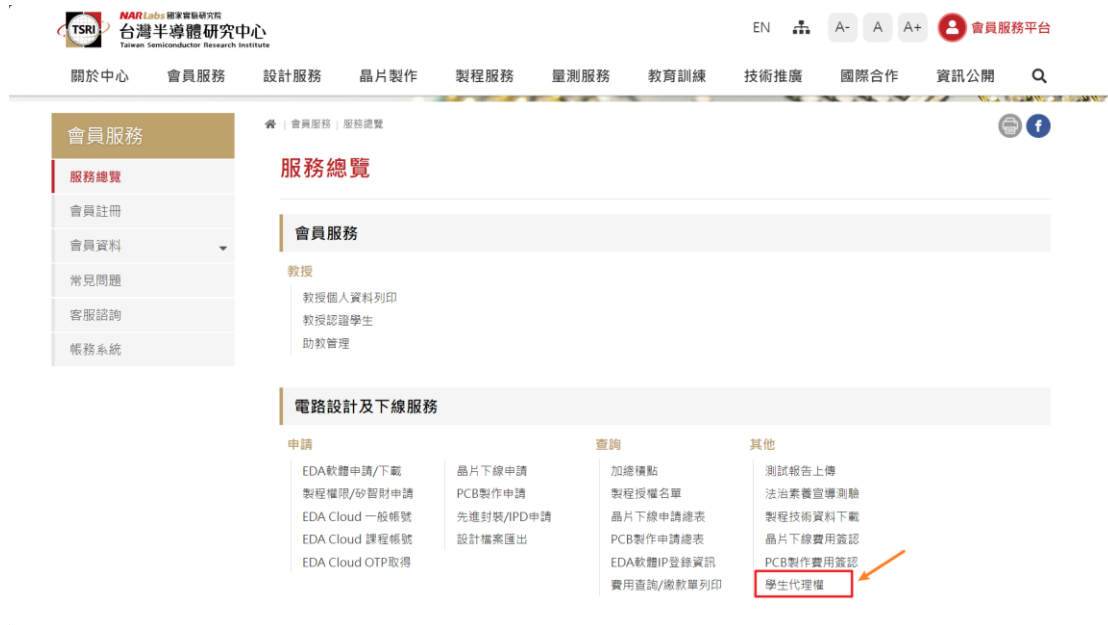 TSRI
NARLabs 國家實驗研究院
台灣半導體研究中心
Taiwan Semiconductor Research Institute
EN
A-
A
A+
會員服務平台
關於中心
會員服務
設計服務
晶片製作
製程服務
量測服務
教育訓練
技術推廣
國際合作
資訊公開
會員服務
服務總覽
會員註冊
會員資料
常見問題
客服諮詢
帳務系統
| 會員服務 | 服務總覽
f
服務總覽
會員服務
教授
教授個人資料列印
教授認證學生
助教管理
電路設計及下線服務
申請
EDA軟體申請/下載
製程權限/矽智財申請
EDA Cloud 一般帳號
EDA Cloud 課程帳號
EDA Cloud OTP取得
晶片下線申請
PCB製作申請
先進封裝/IPD申請
設計檔案匯出
查詢
加總積點
製程授權名單
晶片下線申請總表
PCB製作申請總表
EDA軟體IP登錄資訊
費用查詢/繳款單列印
其他
測試報告上傳
法治素養宣導測驗
製程技術資料下載
晶片下線費用簽認
PCB製作費用簽認
學生代理權